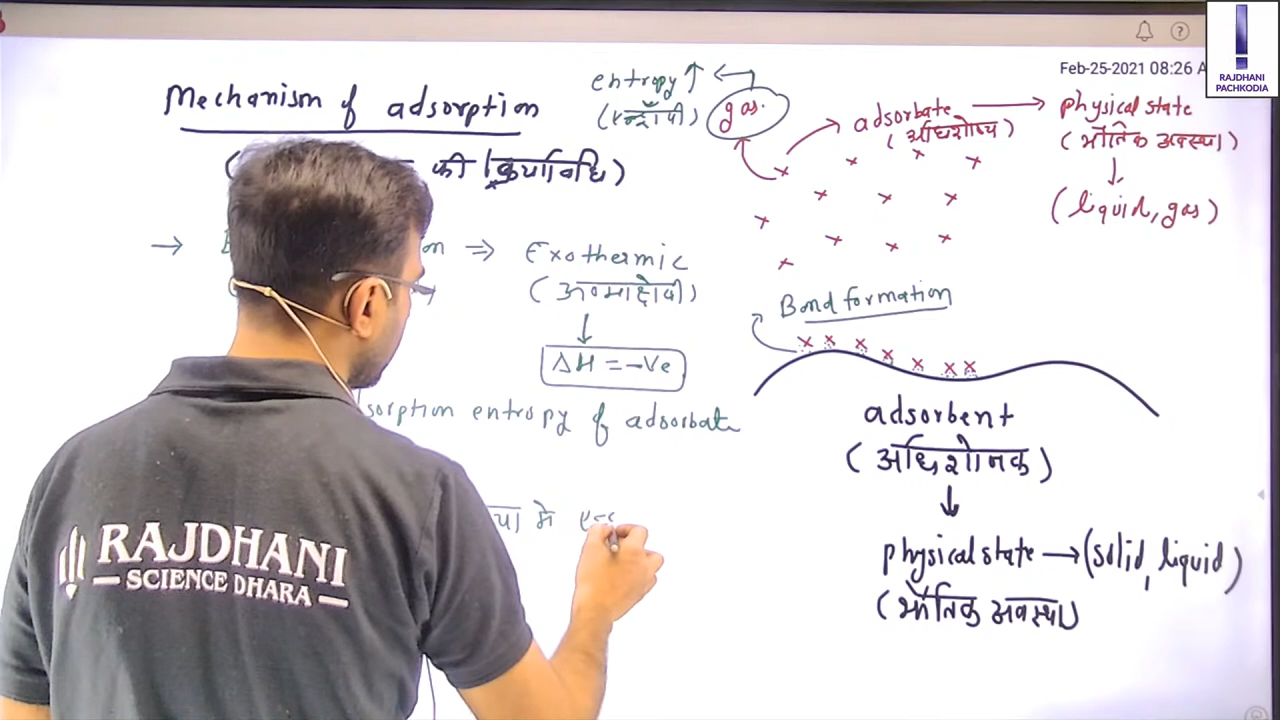 Feb-25-2021 08:26 A
RAJDHANI
PACHKODIA
Mechanism of adsorption
की क्रियाविधि)
entropy ↑
(एन्ट्रॉपी)
gas.
adsorbate → physical state
(अधिशोष्य)
(भौतिक अवस्था)
(liquid, gas)
→ ⇒ Exothermic
(ऊष्माक्षेपी)
ΔH = -Ve
Bond formation
sorption entropy of adsorbate
में एन्ट
adsorbent
(अधिशोषक)
physical state → (solid, liquid)
(भौतिक अवस्था)
RAJDHANI
SCIENCE DHARA